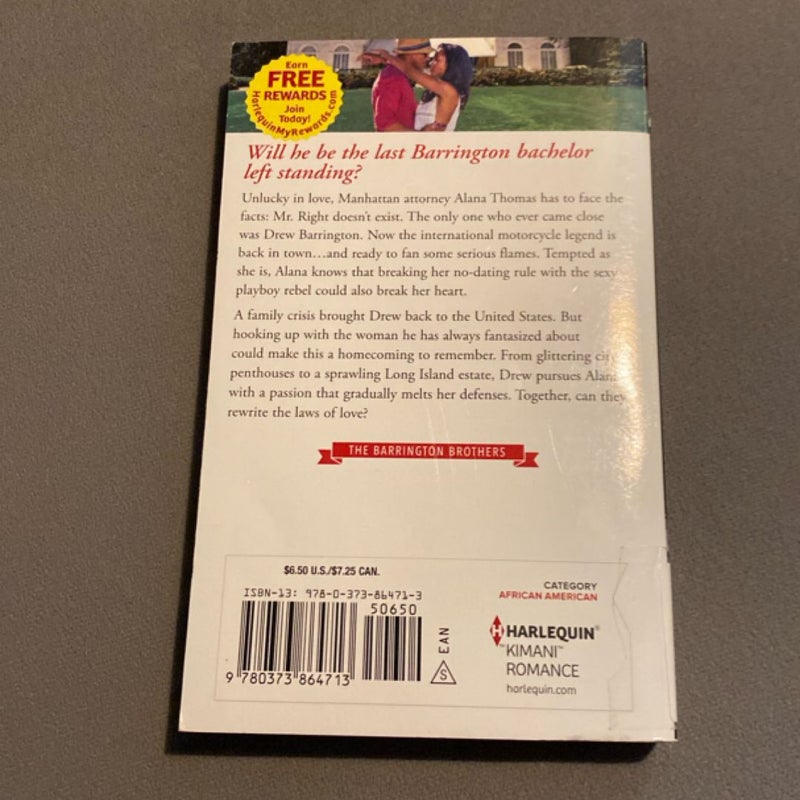 Earn
FREE
REWARDS
Join
Today!
HarlequinMyRewards.com
Will he be the last Barrington bachelor
left standing?
Unlucky in love, Manhattan attorney Alana Thomas has to face the
facts: Mr. Right doesn't exist. The only one who ever came close
was Drew Barrington. Now the international motorcycle legend is
back in town...and ready to fan some serious flames. Tempted as
she is, Alana knows that breaking her no-dating rule with the sexy
playboy rebel could also break her heart.
A family crisis brought Drew back to the United States. But
hooking up with the woman he has always fantasized about
could make this a homecoming to remember. From glittering city
penthouses to a sprawling Long Island estate, Drew pursues Alana
with a passion that gradually melts her defenses. Together, can they
rewrite the laws of love?
THE BARRINGTON BROTHERS
$6.50 U.S./$7.25 CAN.
ISBN-13: 978-0-373-86471-3
50650
9 780373 864713
EAN
S
CATEGORY
AFRICAN AMERICAN
HARLEQUIN®
™KIMANI™
ROMANCE
harlequin.com